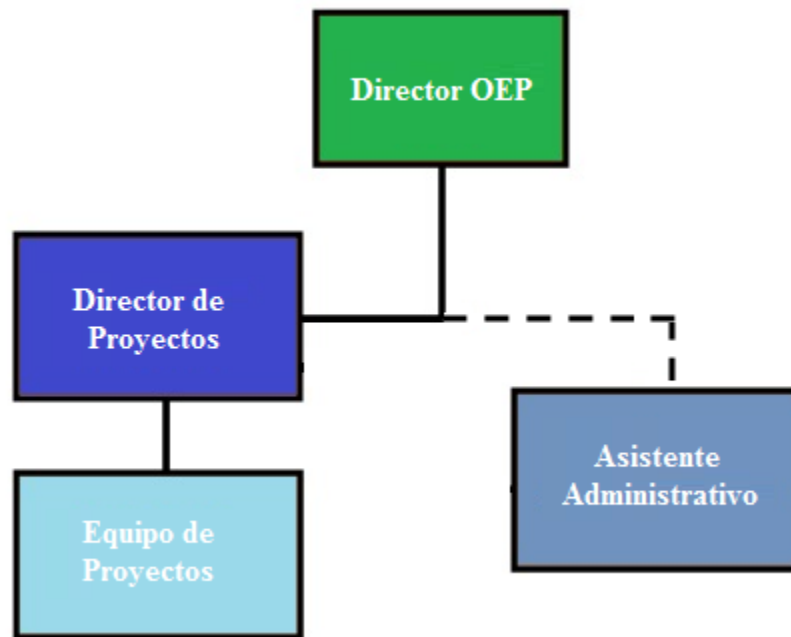 Director OEP
Director de
Proyectos
Asistente
Administrativo
Equipo de
Proyectos